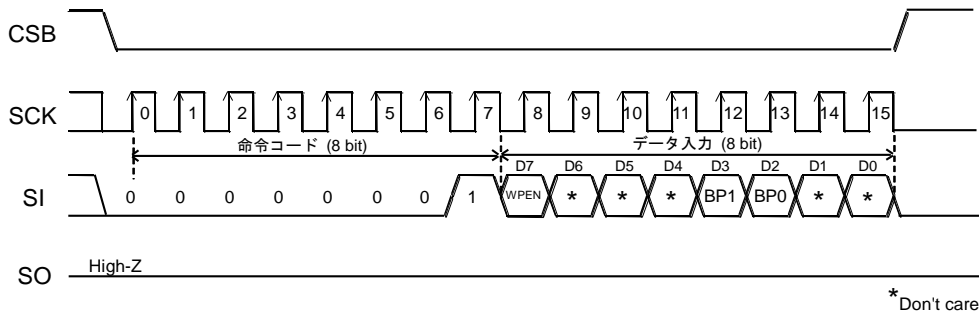 CSB
SCK
0 1 2 3 4 5 6 7 8 9 10 11 12 13 14 15
命令コード (8 bit) データ入力 (8 bit)
D7 D6 D5 D4 D3 D2 D1 D0
SI
0 0 0 0 0 0 0 1 WPEN * * * BP1 BP0 * *
SO
High-Z
*Don't care